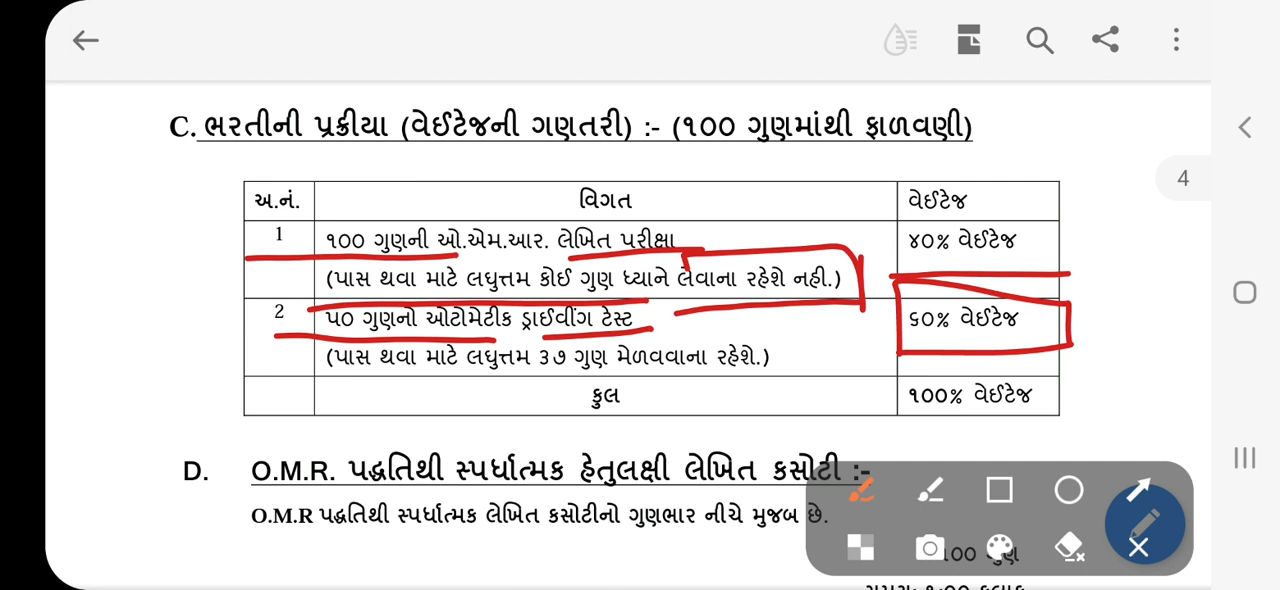 C. ભરતીની પ્રક્રીયા (વેઈટેજની ગણતરી) :- (૧૦૦ ગુણમાંથી ફાળવણી)
4
અ.નં. વિગત વેઈટેજ
1 ૧૦૦ ગુણની ઓ.એમ.આર. લેખિત પરીક્ષા ૪૦% વેઈટેજ
(પાસ થવા માટે લઘુત્તમ કોઈ ગુણ ધ્યાને લેવાના રહેશે નહી.)
2 ૫૦ ગુણનો ઓટોમેટીક ડ્રાઈવીંગ ટેસ્ટ ૬૦% વેઈટેજ
(પાસ થવા માટે લઘુત્તમ ૩૭ ગુણ મેળવવાના રહેશે.)
કુલ ૧૦૦% વેઈટેજ
D. O.M.R. પદ્ધતિથી સ્પર્ધાત્મક હેતુલક્ષી લેખિત કસોટી :-
O.M.R પદ્ધતિથી સ્પર્ધાત્મક લેખિત કસોટીનો ગુણભાર નીચે મુજબ છે.
100 ગુણ